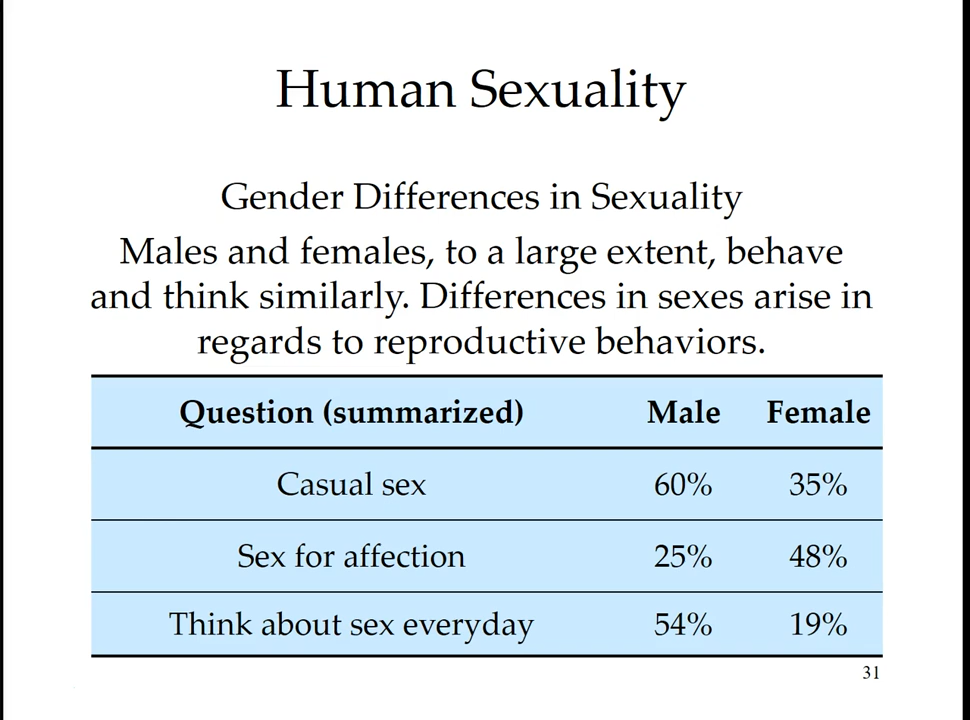 Human Sexuality
Gender Differences in Sexuality
Males and females, to a large extent, behave
and think similarly. Differences in sexes arise in
regards to reproductive behaviors.
Question (summarized) Male Female
Casual sex 60% 35%
Sex for affection 25% 48%
Think about sex everyday 54% 19%
31